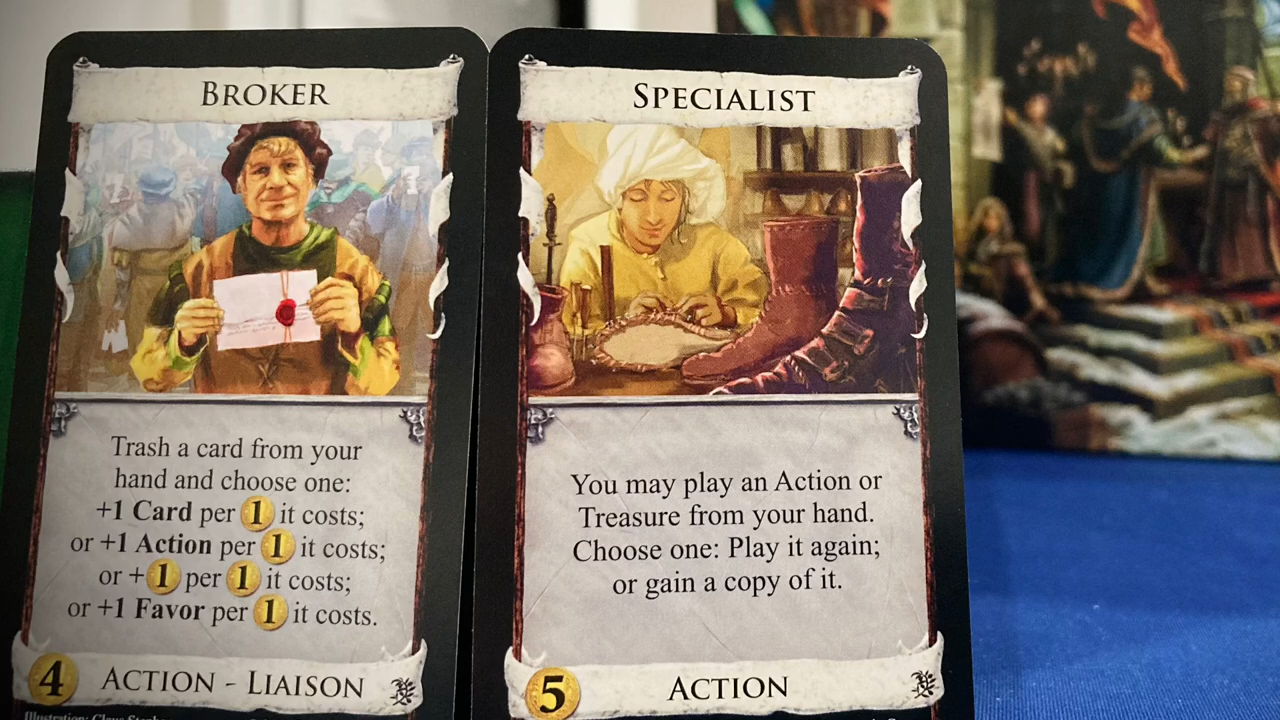 BROKER
Trash a card from your
hand and choose one:
+1 Card per 1 it costs;
or +1 Action per 1 it costs;
or +1 per 1 it costs;
or +1 Favor per 1 it costs.
4 ACTION - LIAISON
Illustration: Claus
SPECIALIST
You may play an Action or
Treasure from your hand.
Choose one: Play it again;
or gain a copy of it.
5 ACTION